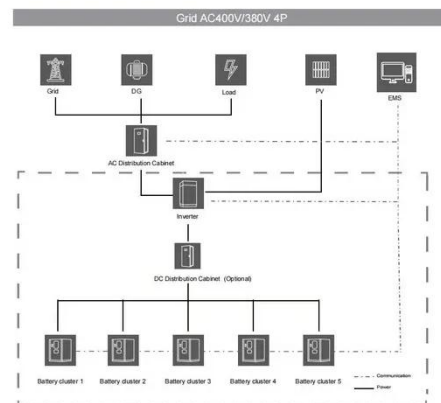 Grid AC400V/380V 4P
Grid
DG
Load
PV
EMS
AC Distribution Cabinet
Inverter
DC Distribution Cabinet (Optional)
Battery cluster 1
Battery cluster 2
Battery cluster 3
Battery cluster 4
Battery cluster 5
Communication
Power